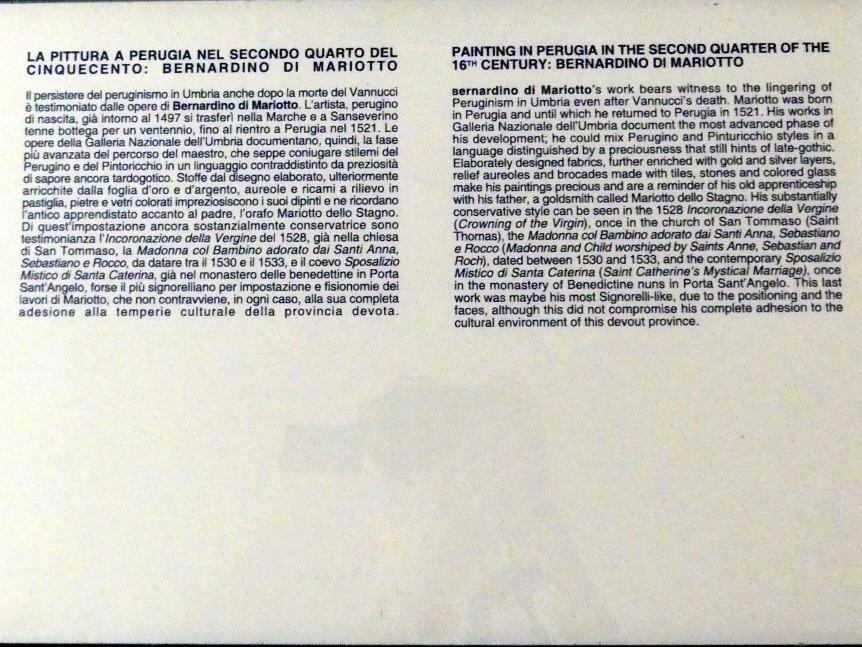 LA PITTURA A PERUGIA NEL SECONDO QUARTO DEL
CINQUECENTO: BERNARDINO DI MARIOTTO
Il persistere del peruginismo in Umbria anche dopo la morte del Vannucci
è testimoniato dalle opere di Bernardino di Mariotto. L'artista, perugino
di nascita, già intorno al 1497 si trasferì nella Marche e a Sanseverino
tenne bottega per un ventennio, fino al rientro a Perugia nel 1521. Le
opere della Galleria Nazionale dell'Umbria documentano, quindi, la fase
più avanzata del percorso del maestro, che seppe coniugare stilemi del
Perugino e del Pintoricchio in un linguaggio contraddistinto da preziosità
di sapore ancora tardogotico. Stoffe dal disegno elaborato, ulteriormente
arricchite dalla foglia d'oro e d'argento, aureole e ricami a rilievo in
pastiglia, pietre e vetri colorati impreziosiscono i suoi dipinti e ne ricordano
l'antico apprendistato accanto al padre, l'orafo Mariotto dello Stagno.
Di quest'impostazione ancora sostanzialmente conservatrice sono
testimonianza l'Incoronazione della Vergine del 1528, già nella chiesa
di San Tommaso, la Madonna col Bambino adorato dai Santi Anna,
Sebastiano e Rocco, da datare tra il 1530 e il 1533, e il coevo Sposalizio
Mistico di Santa Caterina, già nel monastero delle benedettine in Porta
Sant'Angelo, forse il più signorelliano per impostazione e fisionomie dei
lavori di Mariotto, che non contravviene, in ogni caso, alla sua completa
adesione alla temperie culturale della provincia devota.
PAINTING IN PERUGIA IN THE SECOND QUARTER OF THE
16TH CENTURY: BERNARDINO DI MARIOTTO
Bernardino di Mariotto's work bears witness to the lingering of
Peruginism in Umbria even after Vannucci's death. Mariotto was born
in Perugia and until which he returned to Perugia in 1521. His works in
Galleria Nazionale dell'Umbria document the most advanced phase of
his development; he could mix Perugino and Pinturicchio styles in a
language distinguished by a preciousness that still hints of late-gothic.
Elaborately designed fabrics, further enriched with gold and silver layers,
relief aureoles and brocades made with tiles, stones and colored glass
make his paintings precious and are a reminder of his old apprenticeship
with his father, a goldsmith called Mariotto dello Stagno. His substantially
conservative style can be seen in the 1528 Incoronazione della Vergine
(Crowning of the Virgin), once in the church of San Tommaso (Saint
Thomas), the Madonna col Bambino adorato dai Santi Anna, Sebastiano
e Rocco (Madonna and Child worshiped by Saints Anne, Sebastian and
Roch), dated between 1530 and 1533, and the contemporary Sposalizio
Mistico di Santa Caterina (Saint Catherine's Mystical Marriage), once
in the monastery of Benedictine nuns in Porta Sant'Angelo. This last
work was maybe his most Signorelli-like, due to the positioning and the
faces, although this did not compromise his complete adhesion to the
cultural environment of this devout province.